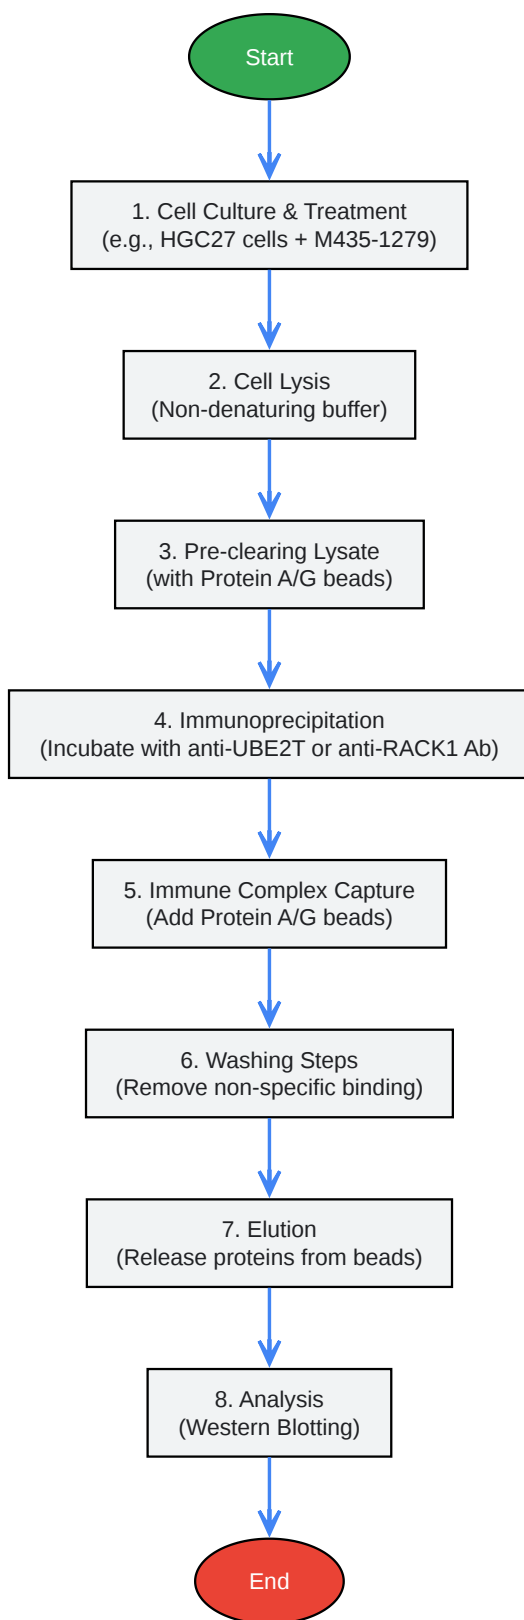 Start
1. Cell Culture & Treatment
(e.g., HGC27 cells + M435-1279)
2. Cell Lysis
(Non-denaturing buffer)
3. Pre-clearing Lysate
(with Protein A/G beads)
4. Immunoprecipitation
(Incubate with anti-UBE2T or anti-RACK1 Ab)
5. Immune Complex Capture
(Add Protein A/G beads)
6. Washing Steps
(Remove non-specific binding)
7. Elution
(Release proteins from beads)
8. Analysis
(Western Blotting)
End